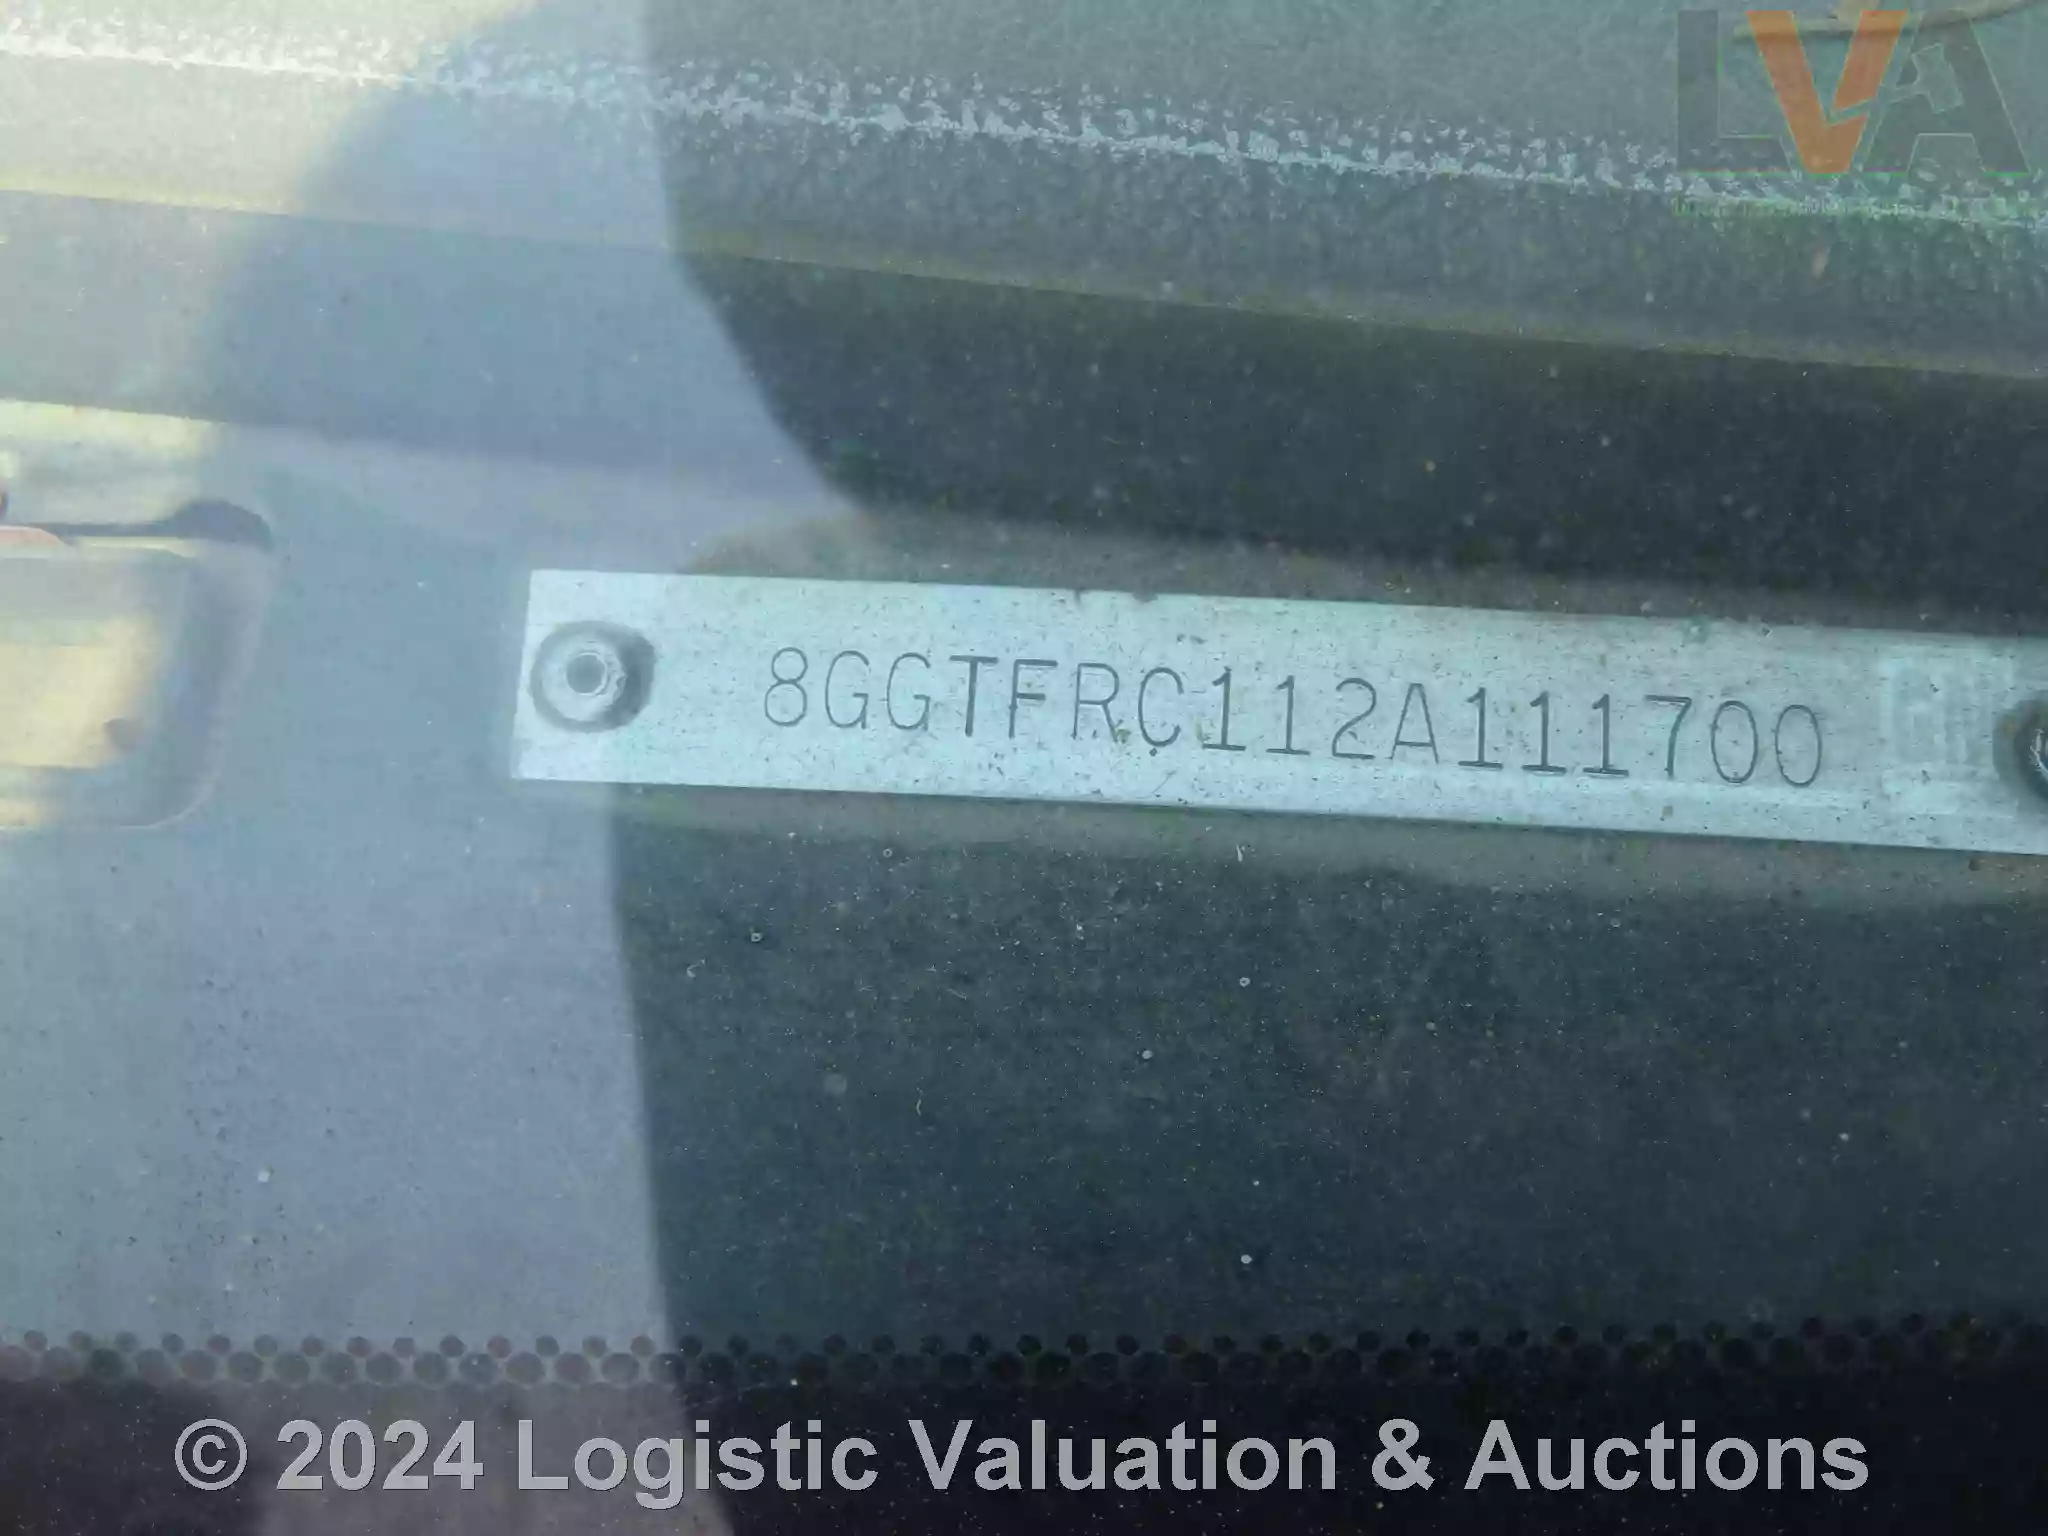 LVA
8GGTFRC112A111700
© 2024 Logistic Valuation & Auctions